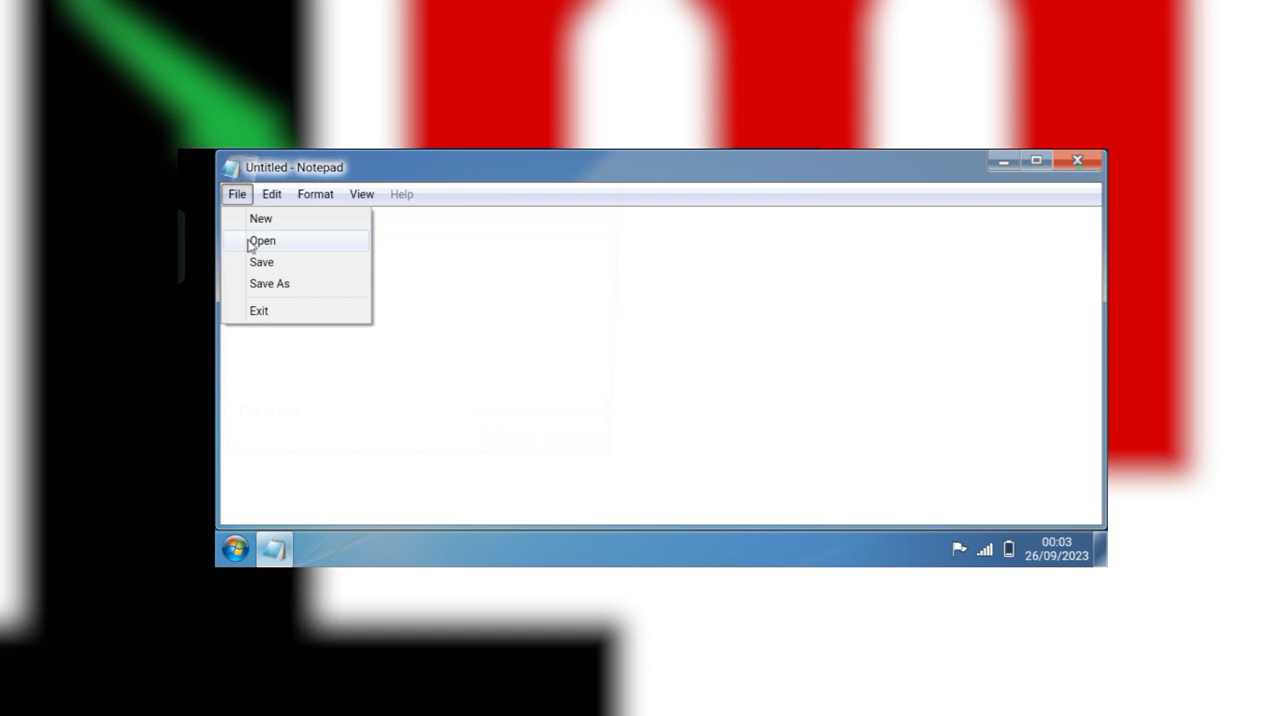 Untitled - Notepad
File Edit Format View Help
New
Open
Save
Save As
Exit
00:03
26/09/2023